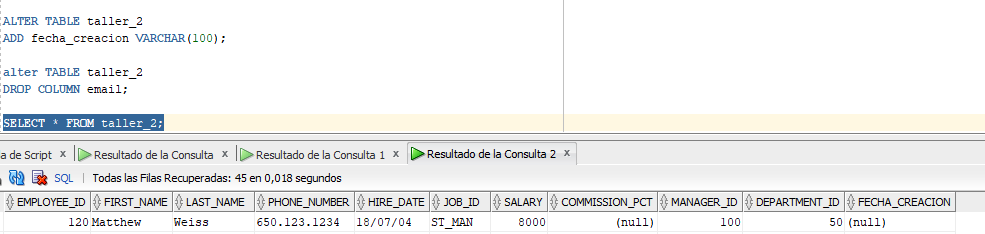 ALTER TABLE taller_2
ADD fecha_creacion VARCHAR(100);
alter TABLE taller_2
DROP COLUMN email;
SELECT * FROM taller_2;
a de Script x Resultado de la Consulta x Resultado de la Consulta 1 x Resultado de la Consulta 2 x
SQL | Todas las Filas Recuperadas: 45 en 0,018 segundos
EMPLOYEE_ID FIRST_NAME LAST_NAME PHONE_NUMBER HIRE_DATE JOB_ID SALARY COMMISSION_PCT MANAGER_ID DEPARTMENT_ID FECHA_CREACION
120 Matthew Weiss 650.123.1234 18/07/04 ST_MAN 8000 (null) 100 50 (null)